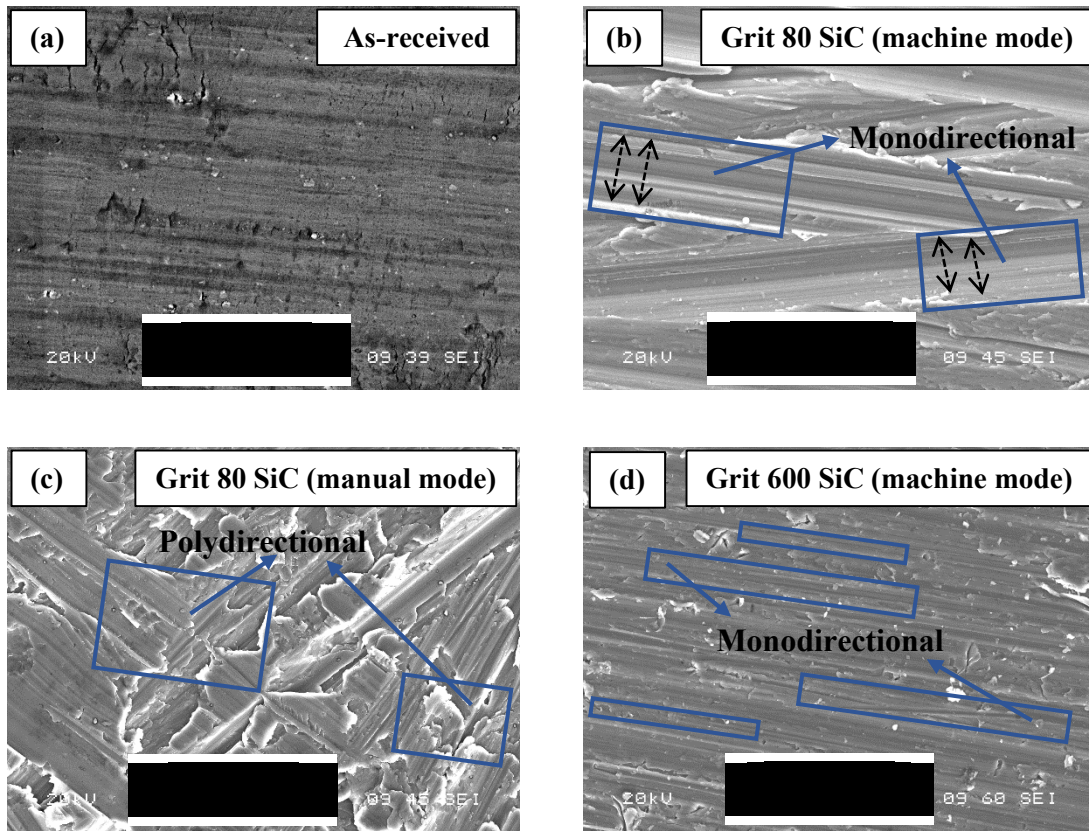 (a) As-received
20kV 09 39 SEI
(b) Grit 80 SiC (machine mode)
Monodirectional
20kV 09 45 SEI
(c) Grit 80 SiC (manual mode)
Polydirectional
20kV 09 45 SEI
(d) Grit 600 SiC (machine mode)
Monodirectional
20kV 09 60 SEI